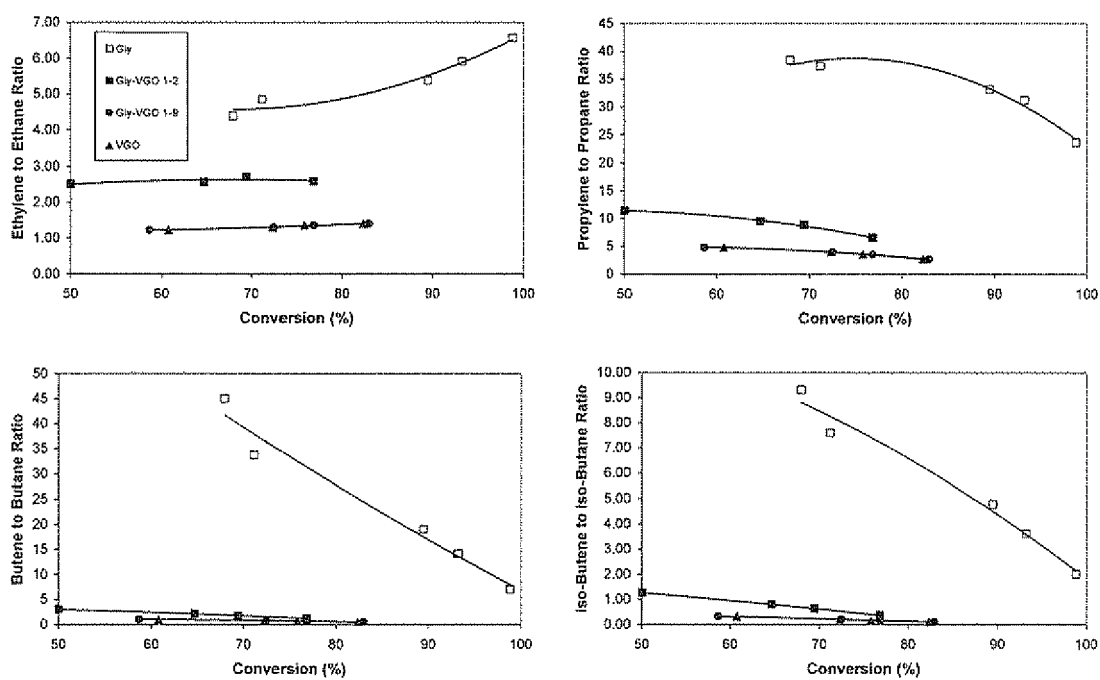 7.00
6.00
5.00
4.00
3.00
2.00
1.00
0.00
Ethylene to Ethane Ratio
Gly
Gly-VGO 1-2
Gly-VGO 1-9
VGO
50 60 70 80 90 100
Conversion (%)
45
40
35
30
25
20
15
10
5
0
Propylene to Propane Ratio
50 60 70 80 90 100
Conversion (%)
50
45
40
35
30
25
20
15
10
5
0
Butene to Butane Ratio
50 60 70 80 90 100
Conversion (%)
10.00
9.00
8.00
7.00
6.00
5.00
4.00
3.00
2.00
1.00
0.00
Iso-Butene to Iso-Butane Ratio
50 60 70 80 90 100
Conversion (%)